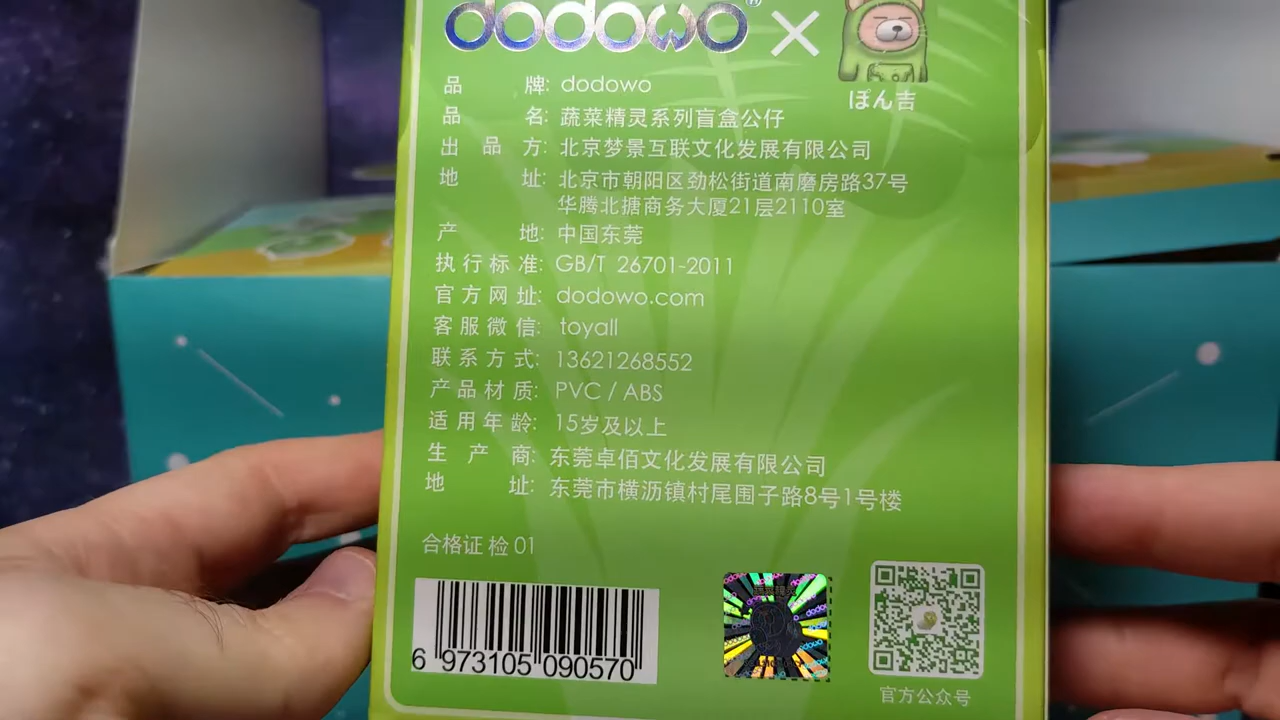 dodowo® ×
ぽん吉
品 牌: dodowo
品 名: 蔬菜精灵系列盲盒公仔
出 品 方: 北京梦景互联文化发展有限公司
地 址: 北京市朝阳区劲松街道南磨房路37号
华腾北搪商务大厦21层2110室
产 地: 中国东莞
执行标准: GB/T 26701-2011
官方网址: dodowo.com
客服微信: toyall
联系方式: 13621268552
产品材质: PVC / ABS
适用年龄: 15岁及以上
生 产 商: 东莞卓佰文化发展有限公司
地 址: 东莞市横沥镇村尾围子路8号1号楼
合格证 检 01
6 973105 090570
官方公众号